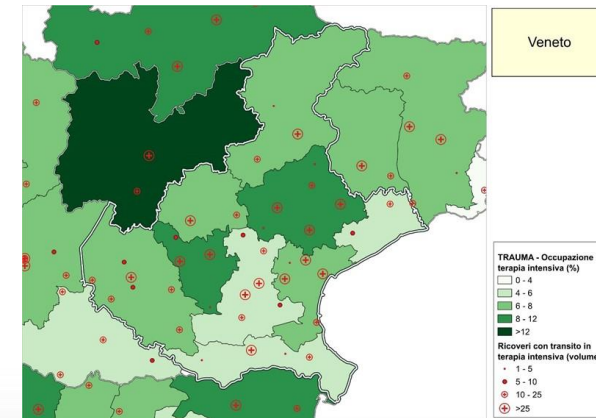 Veneto
TRAUMA - Occupazione
terapia intensiva (%)
0 - 4
4 - 6
6 - 8
8 - 12
>12
Ricoveri con transito in
terapia intensiva (volume
1 - 5
5 - 10
10 - 25
>25